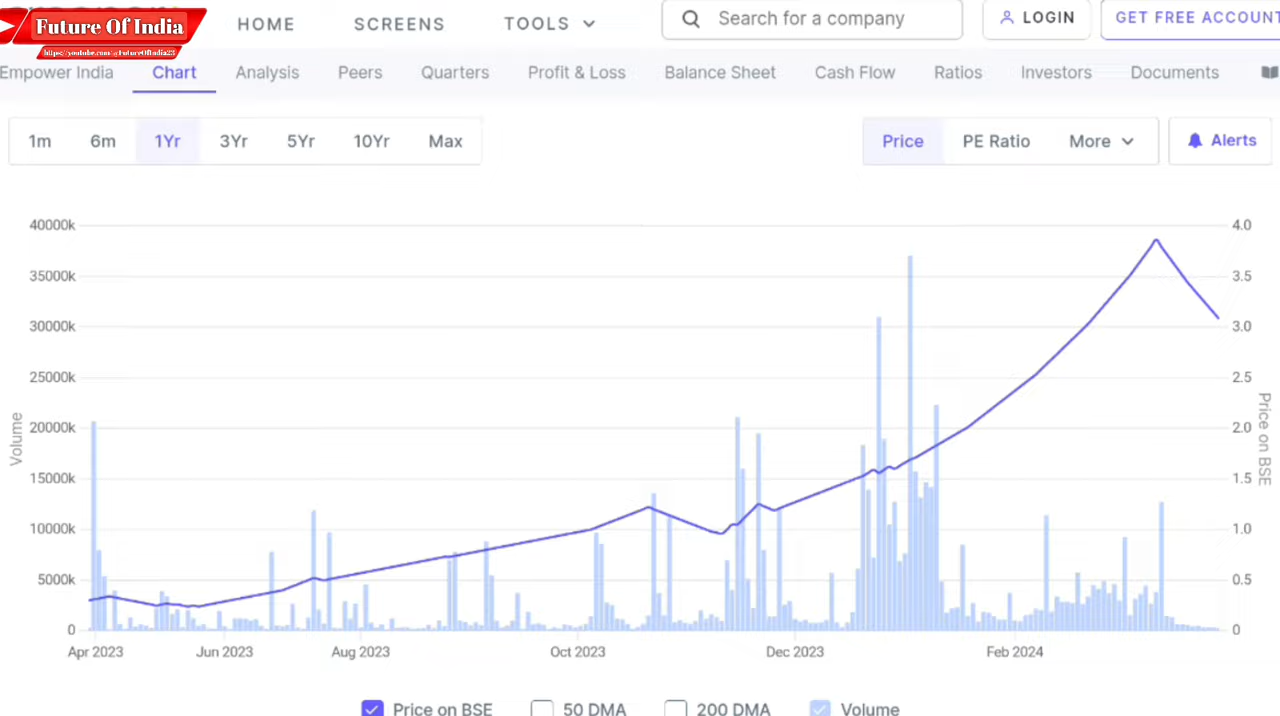 Future Of India
https://youtube.com/@FutureOfIndia23
HOME SCREENS TOOLS
Search for a company
LOGIN
GET FREE ACCOUNT
Empower India Chart Analysis Peers Quarters Profit & Loss Balance Sheet Cash Flow Ratios Investors Documents
1m 6m 1Yr 3Yr 5Yr 10Yr Max
Price PE Ratio More
Alerts
40000k 4.0
35000k 3.5
30000k 3.0
25000k 2.5
20000k 2.0
15000k 1.5
10000k 1.0
5000k 0.5
0 0
Volume
Price on BSE
Apr 2023 Jun 2023 Aug 2023 Oct 2023 Dec 2023 Feb 2024
Price on BSE 50 DMA 200 DMA Volume